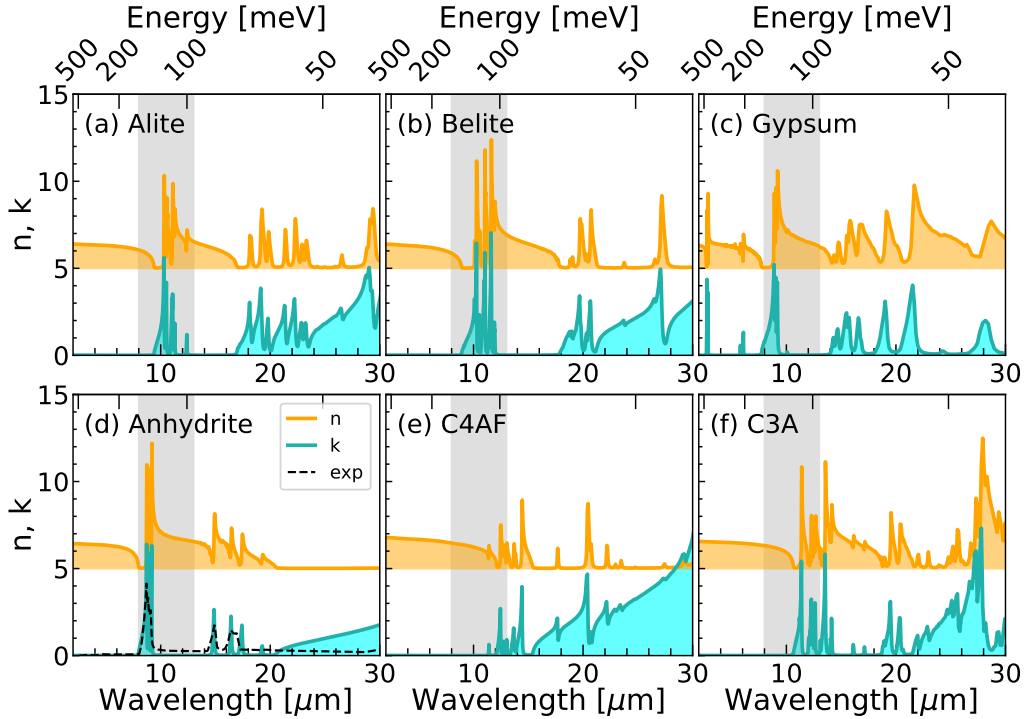 Energy [meV] Energy [meV] Energy [meV]
500 200 100 50 500 200 100 50 500 200 100 50
15
10
5
0
n, k
(a) Alite
(b) Belite
(c) Gypsum
10 20 30 10 20 30 10 20 30
15
10
5
0
n, k
(d) Anhydrite
n
k
exp
(e) C4AF
(f) C3A
10 20 30 10 20 30 10 20 30
Wavelength [μm] Wavelength [μm] Wavelength [μm]